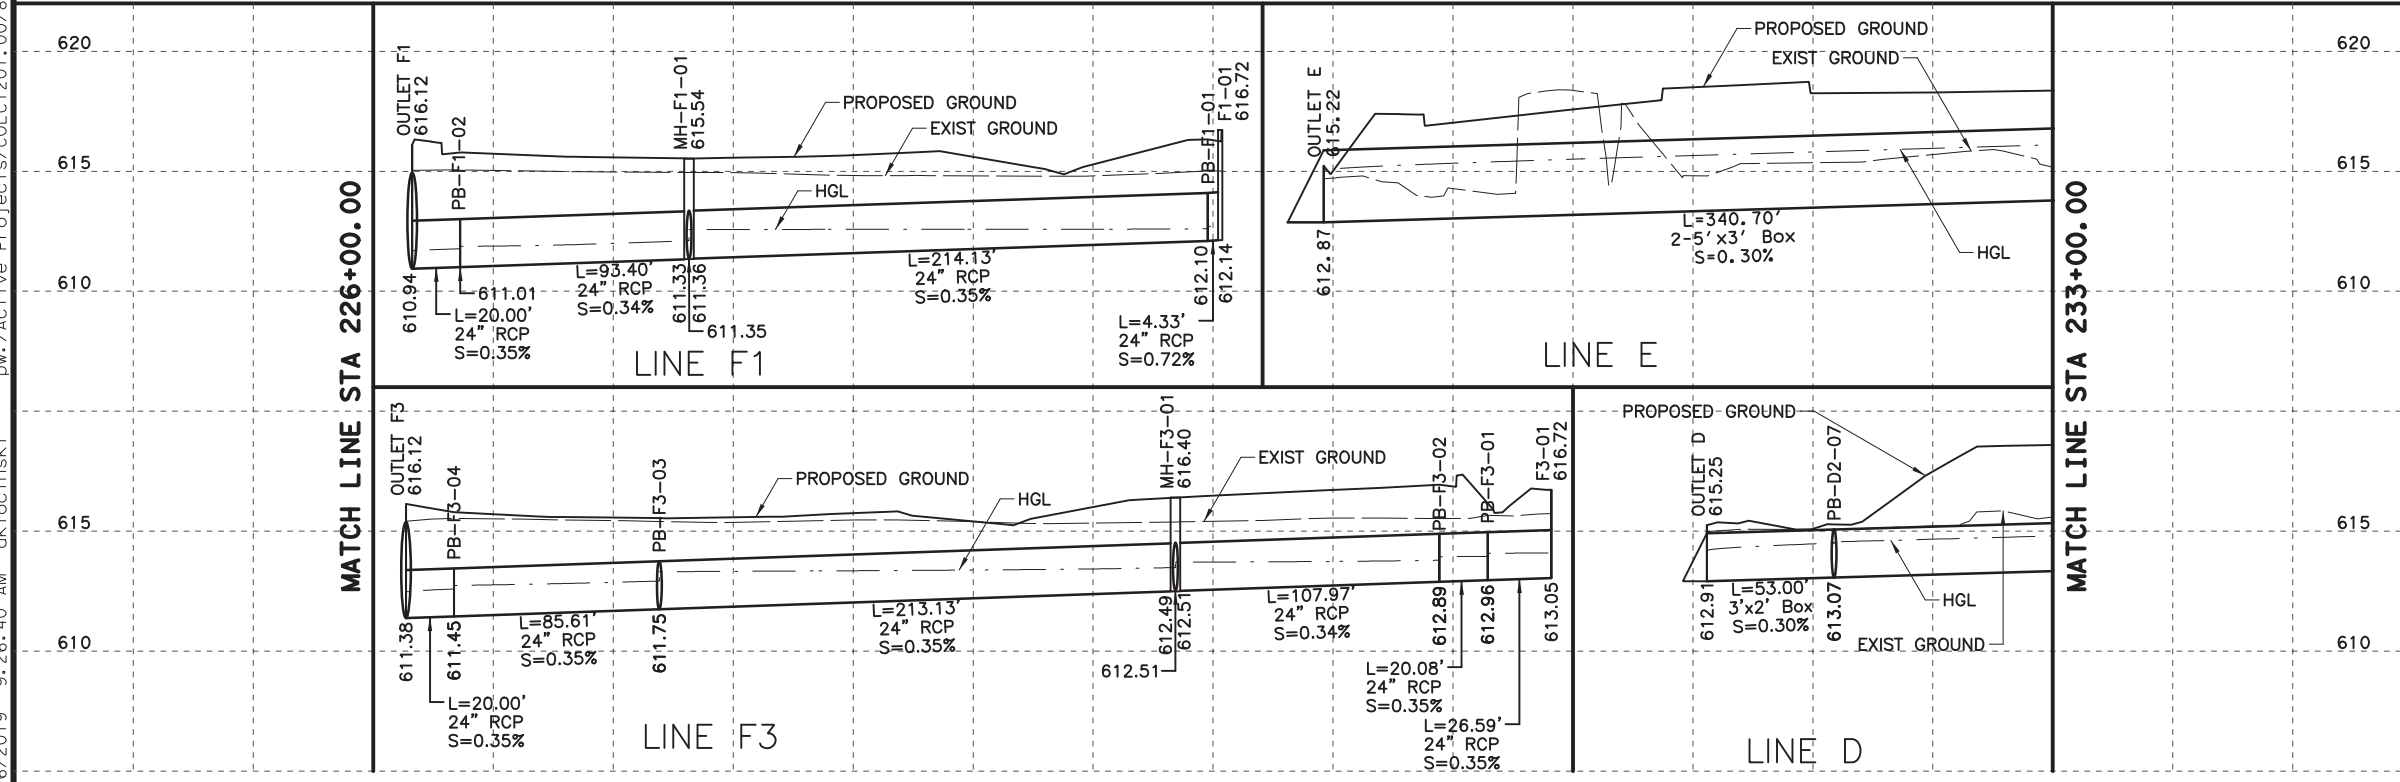 620
615
610
615
610
MATCH LINE STA 226+00.00
OUTLET F1
616.12
PB-F1-02
MH-F1-01
615.54
PROPOSED GROUND
EXIST GROUND
HGL
PB-F1-01
F1-01
616.72
610.94
611.01
L=20.00'
24" RCP
S=0.35%
L=93.40'
24" RCP
S=0.34%
611.33
611.36
611.35
L=214.13'
24" RCP
S=0.35%
612.10
612.14
L=4.33'
24" RCP
S=0.72%
LINE F1
OUTLET E
615.22
PROPOSED GROUND
EXIST GROUND
612.87
L=340.70'
2-5'x3' Box
S=0.30%
HGL
LINE E
OUTLET F3
616.12
PB-F3-04
PB-F3-03
PROPOSED GROUND
HGL
MH-F3-01
616.40
EXIST GROUND
PB-F3-02
PB-F3-01
F3-01
616.72
611.38
611.45
L=20.00'
24" RCP
S=0.35%
L=85.61'
24" RCP
S=0.35%
611.75
L=213.13'
24" RCP
S=0.35%
612.49
612.51
612.51
L=107.97'
24" RCP
S=0.34%
612.89
612.96
613.05
L=20.08'
24" RCP
S=0.35%
L=26.59'
24" RCP
S=0.35%
LINE F3
PROPOSED GROUND
OUTLET D
615.25
PB-D2-07
612.91
L=53.00'
3'x2' Box
S=0.30%
613.07
HGL
EXIST GROUND
LINE D
MATCH LINE STA 233+00.00
620
615
610
615
610